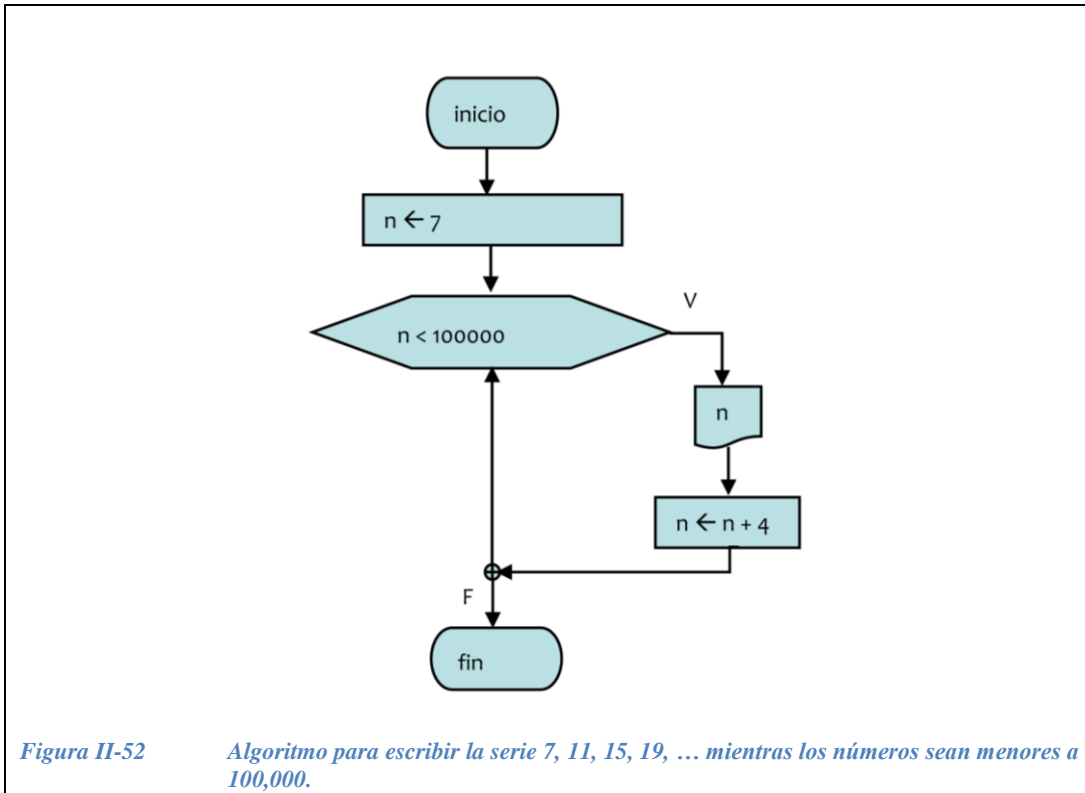 inicio
n ← 7
n < 100000
V
n
n ← n + 4
F
fin
Figura II-52 Algoritmo para escribir la serie 7, 11, 15, 19, … mientras los números sean menores a
100,000.